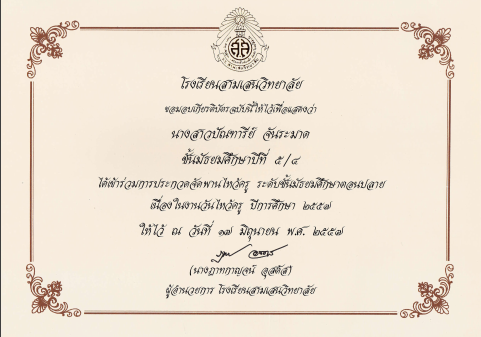 โรงเรียนสามเสนวิทยาลัย
ขอมอบเกียรติบัตรฉบับนี้ให้ไว้เพื่อแสดงว่า
นางสาวบัณฑารีย์ จันระมาด
ชั้นมัธยมศึกษาปีที่ ๕/๔
ได้เข้าร่วมการประกวดจัดพานไหว้ครู ระดับชั้นมัธยมศึกษาตอนปลาย
เนื่องในงานวันไหว้ครู ปีการศึกษา ๒๕๕๗
ให้ไว้ ณ วันที่ ๑๗ มิถุนายน พ.ศ. ๒๕๕๗
ผู้อำนวยการ โรงเรียนสามเสนวิทยาลัย